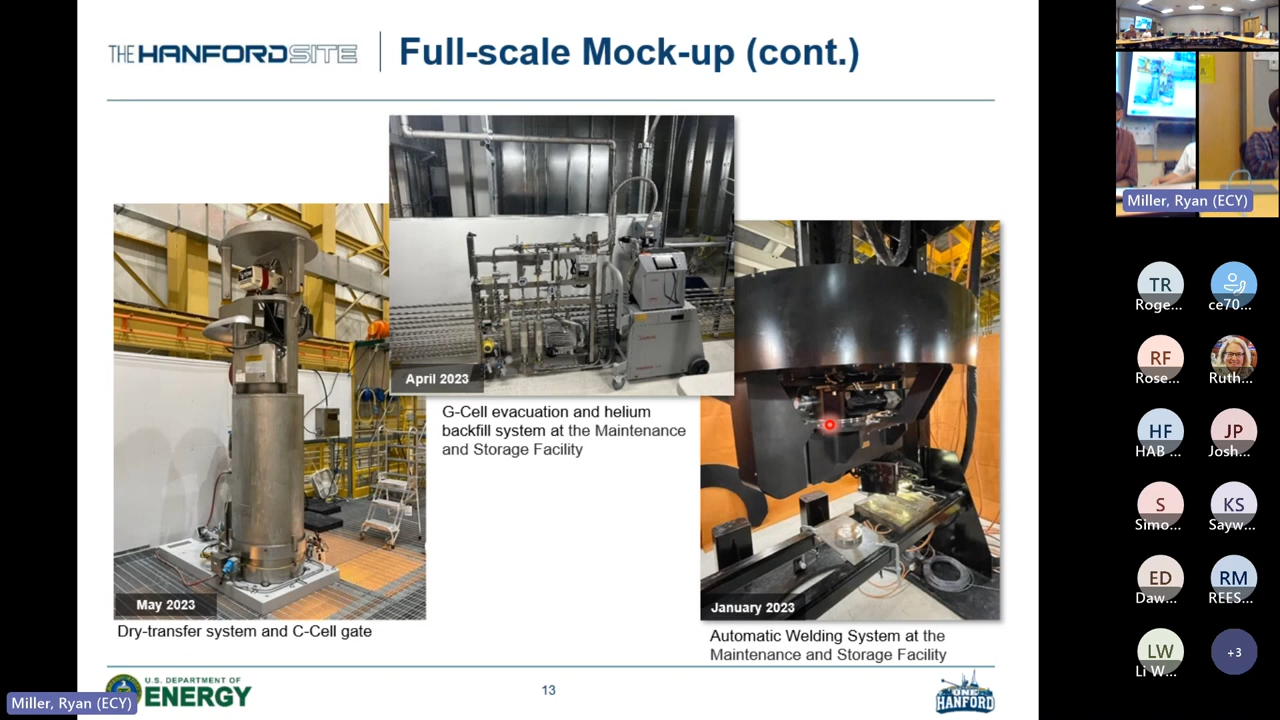 THE HANFORD SITE
Full-scale Mock-up (cont.)
April 2023
G-Cell evacuation and helium
backfill system at the Maintenance
and Storage Facility
May 2023
Dry-transfer system and C-Cell gate
January 2023
Automatic Welding System at the
Maintenance and Storage Facility
U.S. DEPARTMENT OF
ENERGY
13
ONE
HANFORD
Miller, Ryan (ECY)
Miller, Ryan (ECY)
TR
Roge...
ce70...
RF
Rose...
Ruth...
HF
HAB ...
JP
Josh...
S
Simo...
KS
Sayw...
ED
Daw...
RM
REES...
LW
Li W...
+3